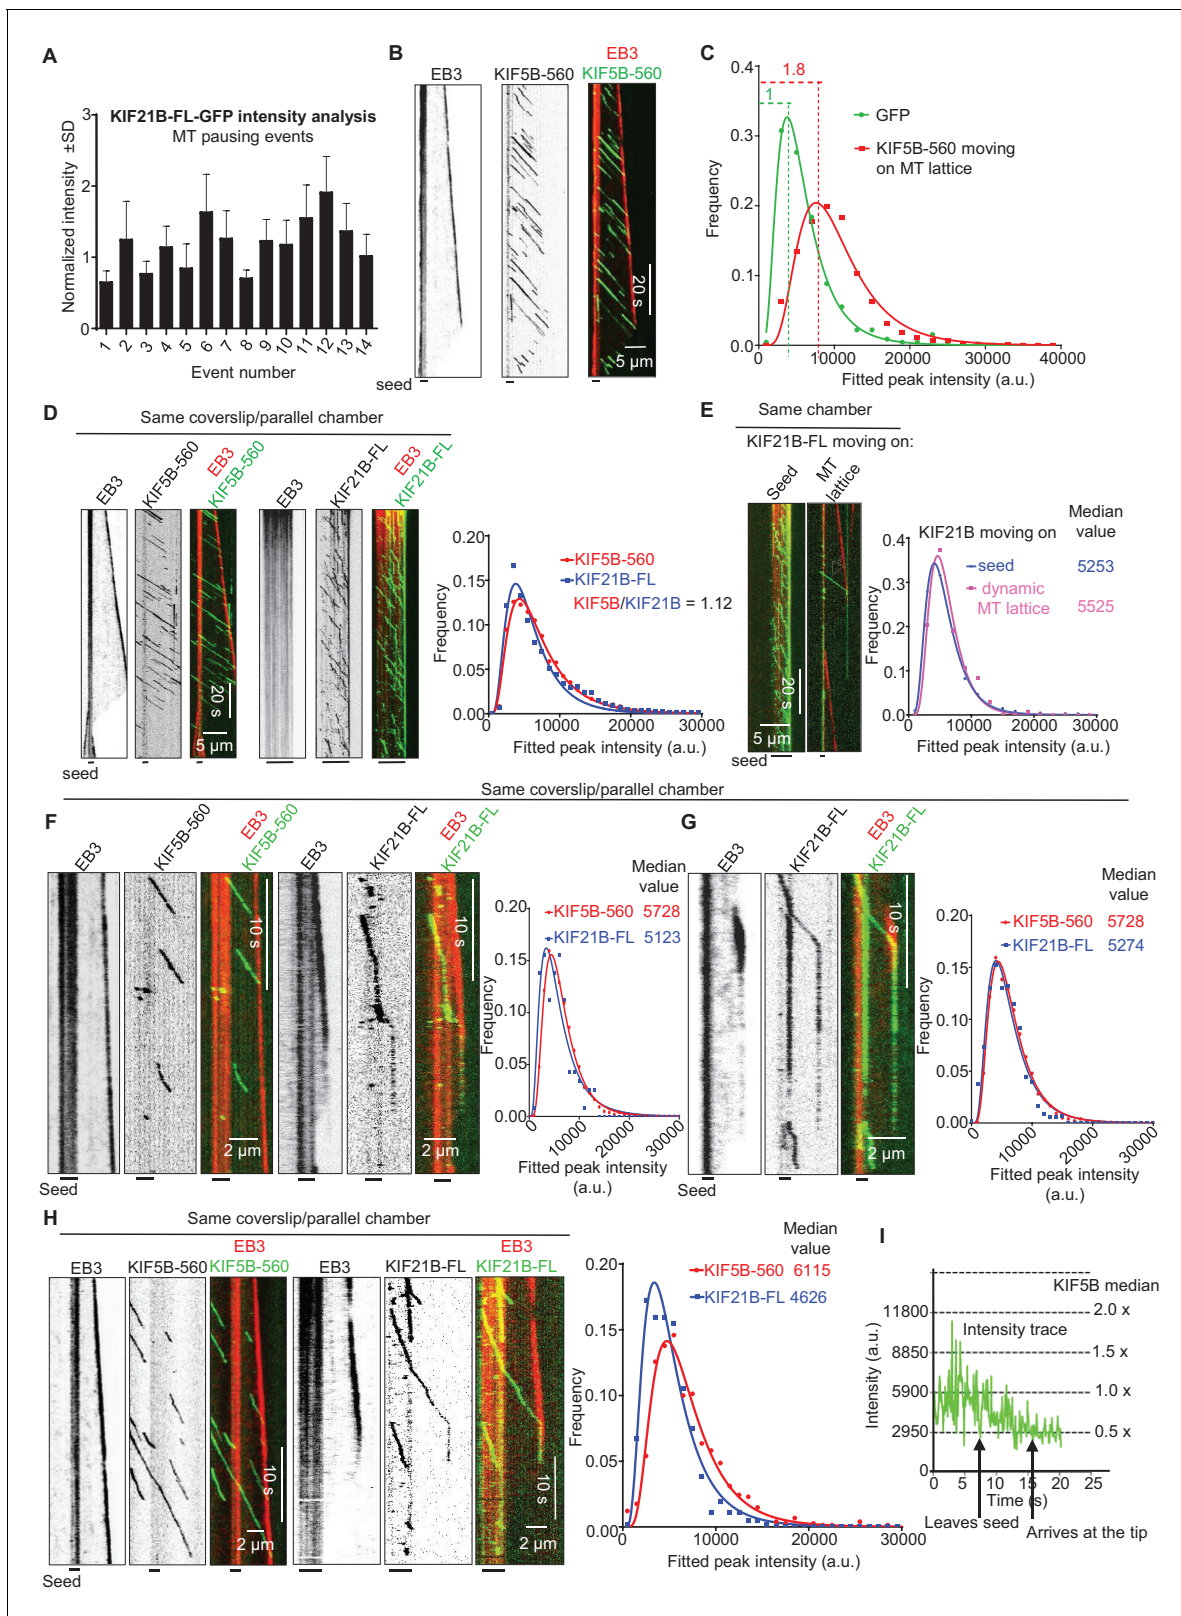 A
KIF21B-FL-GFP intensity analysis
MT pausing events
Normalized intensity ±SD
3
2
1
0
1 2 3 4 5 6 7 8 9 10 11 12 13 14
Event number
B
EB3
KIF5B-560
EB3
KIF5B-560
20 s
5 µm
seed
C
1.8
1
GFP
KIF5B-560 moving
on MT lattice
Frequency
0.4
0.3
0.2
0.1
0.0
0 10000 20000 30000 40000
Fitted peak intensity (a.u.)
D
Same coverslip/parallel chamber
EB3
KIF5B-560
EB3
KIF5B-560
EB3
KIF21B-FL
EB3
KIF21B-FL
20 s
5 µm
seed
Frequency
0.20
0.15
0.10
0.05
0.00
KIF5B-560
KIF21B-FL
KIF5B/KIF21B = 1.12
0 10000 20000 30000
Fitted peak intensity (a.u.)
E
Same chamber
KIF21B-FL moving on:
Seed
MT
lattice
20 s
5 µm
seed
KIF21B moving on
Median
value
seed 5253
dynamic
MT lattice 5525
Frequency
0.4
0.3
0.2
0.1
0
0 10000 20000 30000
Fitted peak intensity (a.u.)
Same coverslip/parallel chamber
F
EB3
KIF5B-560
EB3
KIF5B-560
EB3
KIF21B-FL
EB3
KIF21B-FL
10 s
10 s
2 µm
2 µm
Seed
Median
value
KIF5B-560 5728
KIF21B-FL 5123
Frequency
0.20
0.15
0.10
0.05
0.00
0 10000 20000 30000
Fitted peak intensity
(a.u.)
G
EB3
KIF21B-FL
EB3
KIF21B-FL
10 s
2 µm
Seed
Median
value
KIF5B-560 5728
KIF21B-FL 5274
Frequency
0.20
0.15
0.10
0.05
0.00
0 10000 20000 30000
Fitted peak intensity
(a.u.)
H
Same coverslip/parallel chamber
EB3
KIF5B-560
EB3
KIF5B-560
EB3
KIF21B-FL
EB3
KIF21B-FL
10 s
10 s
2 µm
2 µm
Seed
Median
value
KIF5B-560 6115
KIF21B-FL 4626
Frequency
0.20
0.15
0.10
0.05
0.00
0 10000 20000 30000
Fitted peak intensity (a.u.)
I
KIF5B median
11800 2.0 x
Intensity trace
8850 1.5 x
5900 1.0 x
2950 0.5 x
0
Intensity (a.u.)
0 5 10 15 20 25
Time (s)
Leaves seed
Arrives at the tip